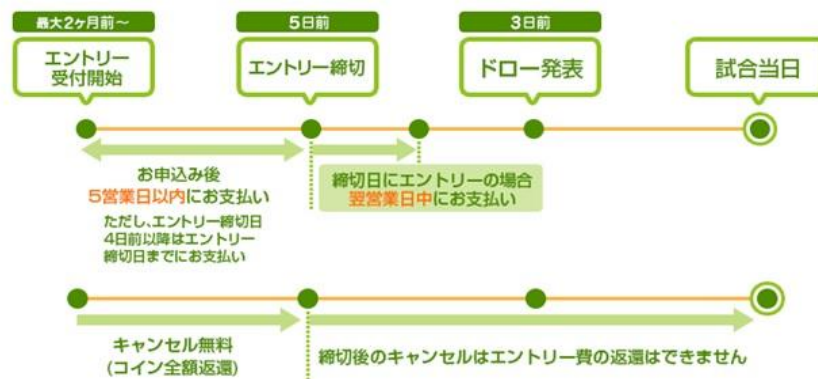 最大2ヶ月前～
5日前
3日前
エントリー
受付開始
エントリー締切
ドロー発表
試合当日
お申込み後
5営業日以内にお支払い
ただし、エントリー締切日
4日前以降はエントリー
締切日までにお支払い
締切日にエントリーの場合
翌営業日中にお支払い
キャンセル無料
(コイン全額返還)
締切後のキャンセルはエントリー費の返還はできません